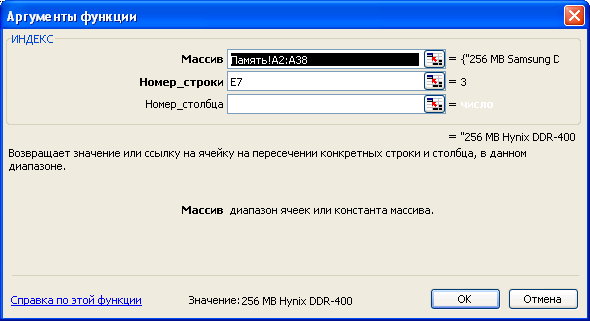 Аргументы функции
ИНДЕКС
Массив Память!A2:A38 = {"256 MB Samsung D
Номер_строки E7 = 3
Номер_столбца = число
= "256 MB Hynix DDR-400
Возвращает значение или ссылку на ячейку на пересечении конкретных строки и столбца, в данном
диапазоне.
Массив диапазон ячеек или константа массива.
Справка по этой функции Значение: 256 MB Hynix DDR-400 OK Отмена